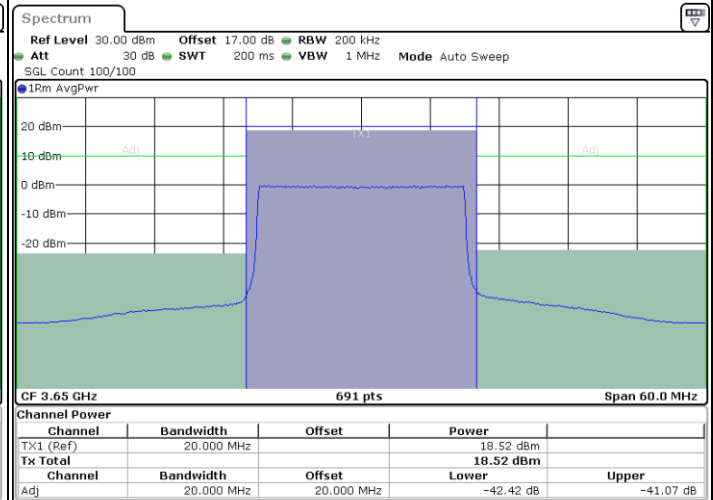 Spectrum
Ref Level 30.00 dBm Offset 17.00 dB RBW 200 kHz
Att 30 dB SWT 200 ms VBW 1 MHz Mode Auto Sweep
SGL Count 100/100
1Rm AvgPwr
20 dBm
TX1
Adj
Adj
10 dBm
0 dBm
-10 dBm
-20 dBm
CF 3.65 GHz 691 pts Span 60.0 MHz
Channel Power
Channel Bandwidth Offset Power
TX1 (Ref) 20.000 MHz 18.52 dBm
Tx Total 18.52 dBm
Channel Bandwidth Offset Lower Upper
Adj 20.000 MHz 20.000 MHz -42.42 dB -41.07 dB